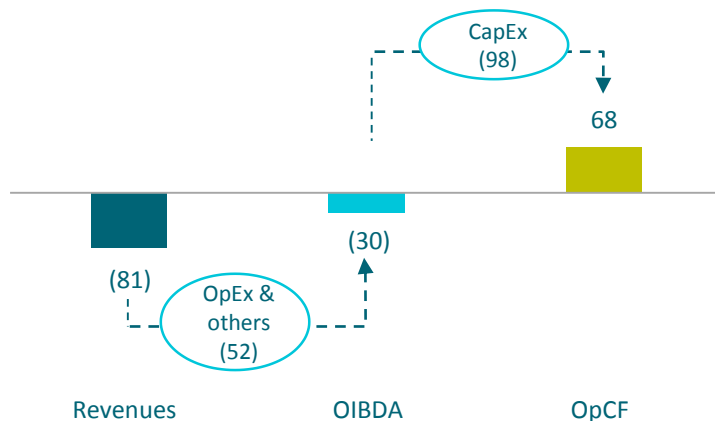 CapEx
(98)
68
(30)
(81)
OpEx &
others
(52)
Revenues
OIBDA
OpCF